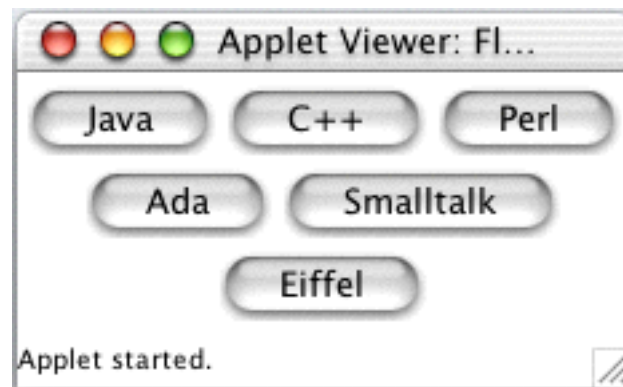 Applet Viewer: Fl...
Java C++ Perl
Ada Smalltalk
Eiffel
Applet started.